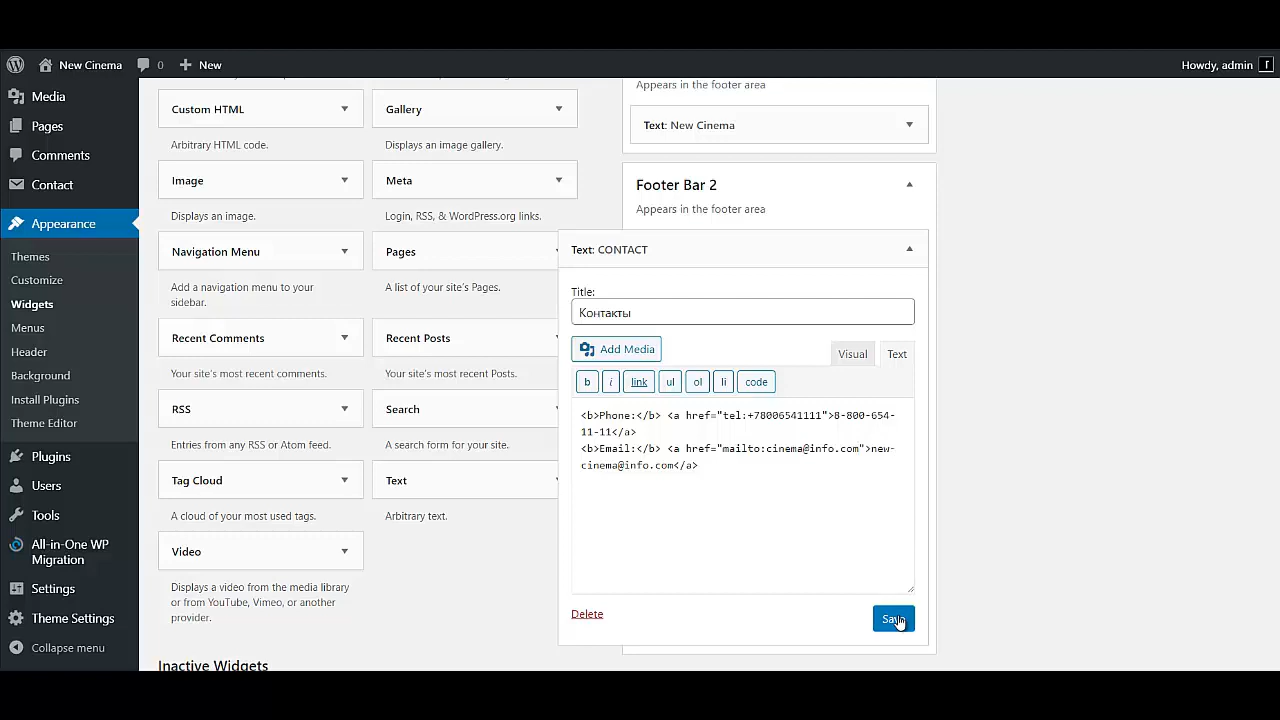 New Cinema 0 New Howdy, admin
Media
Pages
Comments
Contact
Appearance
Themes
Customize
Widgets
Menus
Header
Background
Install Plugins
Theme Editor
Plugins
Users
Tools
All-in-One WP
Migration
Settings
Theme Settings
Collapse menu
Custom HTML
Arbitrary HTML code.
Image
Displays an image.
Navigation Menu
Add a navigation menu to your
sidebar.
Recent Comments
Your site's most recent comments.
RSS
Entries from any RSS or Atom feed.
Tag Cloud
A cloud of your most used tags.
Video
Displays a video from the media library
or from YouTube, Vimeo, or another
provider.
Gallery
Displays an image gallery.
Meta
Login, RSS, & WordPress.org links.
Pages
A list of your site's Pages.
Recent Posts
Your site's most recent Posts.
Search
A search form for your site.
Text
Arbitrary text.
Inactive Widgets
Appears in the footer area
Text: New Cinema
Footer Bar 2
Appears in the footer area
Text: CONTACT
Title:
Контакты
Add Media
Visual Text
b i link ul ol li code
<b>Phone:</b> <a href="tel:+78006541111">8-800-654-
11-11</a>
<b>Email:</b> <a href="mailto:cinema@info.com">new-
cinema@info.com</a>
Delete
Save